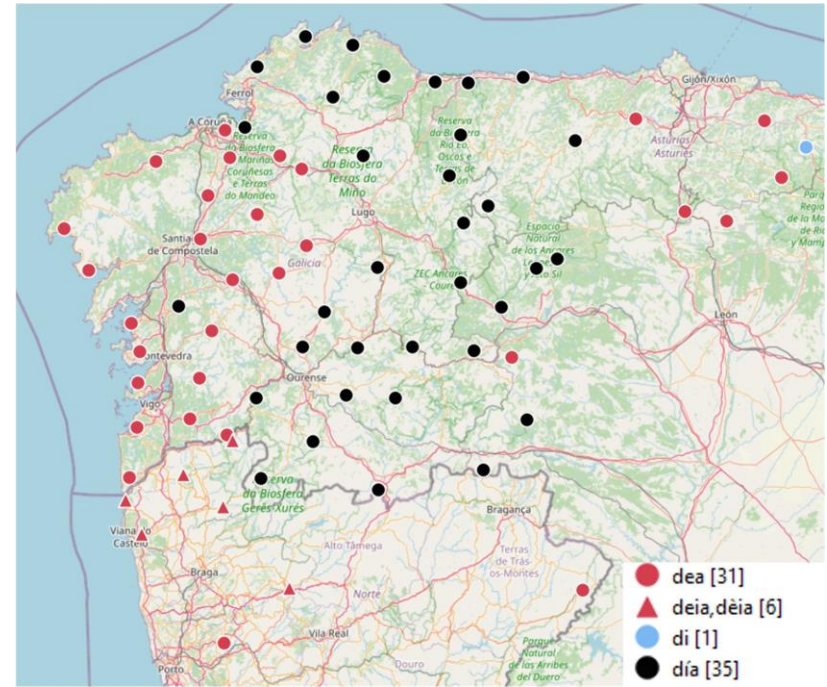 Gijón/Xixón
Ferrol
A Coruña
Reserva
da Biosfera
Mariñas
Coruñesas
e Terras
do Mandeo
Reserva
da Biosfera
Terras do
Miño
Reserva
da Biosfera
Río Eo,
Oscos e
Terras de
Asturias
Asturies
Lugo
Santia
de Compostela
Galicia
Espacio
Natural
de los Ancares
ZEC Ancares
León
Pontevedra
Vigo
Ourense
Reserva
da Biosfera
Gerês-Xurés
Bragança
Viana do
Castelo
Alto Tâmega
Terras
de Trás-
os-Montes
Braga
Norte
Vila Real
Porto
Douro
Parque
Natural
de las Arribes
del Duero
dea [31]
deia,dèia [6]
di [1]
día [35]